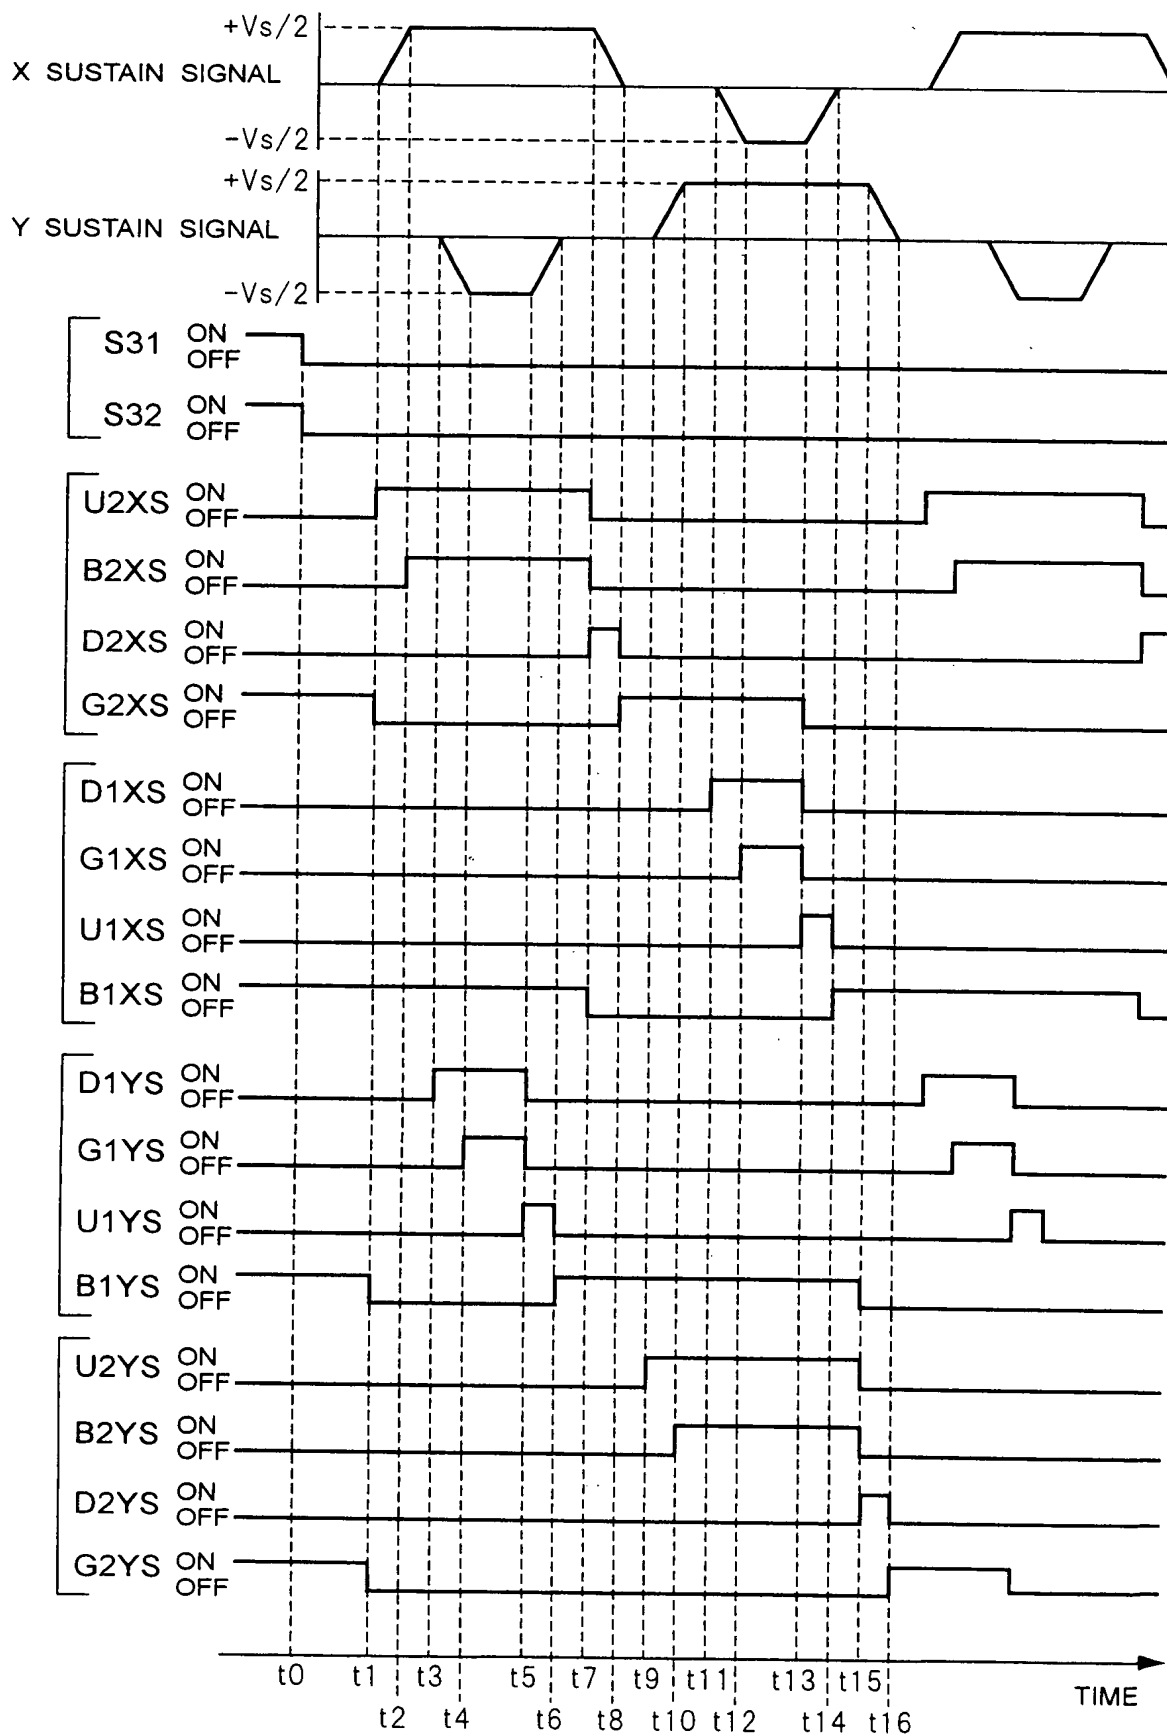 +Vs/2
X SUSTAIN SIGNAL
-Vs/2
+Vs/2
Y SUSTAIN SIGNAL
-Vs/2
S31 ON OFF
S32 ON OFF
U2XS ON OFF
B2XS ON OFF
D2XS ON OFF
G2XS ON OFF
D1XS ON OFF
G1XS ON OFF
U1XS ON OFF
B1XS ON OFF
D1YS ON OFF
G1YS ON OFF
U1YS ON OFF
B1YS ON OFF
U2YS ON OFF
B2YS ON OFF
D2YS ON OFF
G2YS ON OFF
t0 t1 t3 t5 t7 t9 t11 t13 t15
TIME
t2 t4 t6 t8 t10 t12 t14 t16